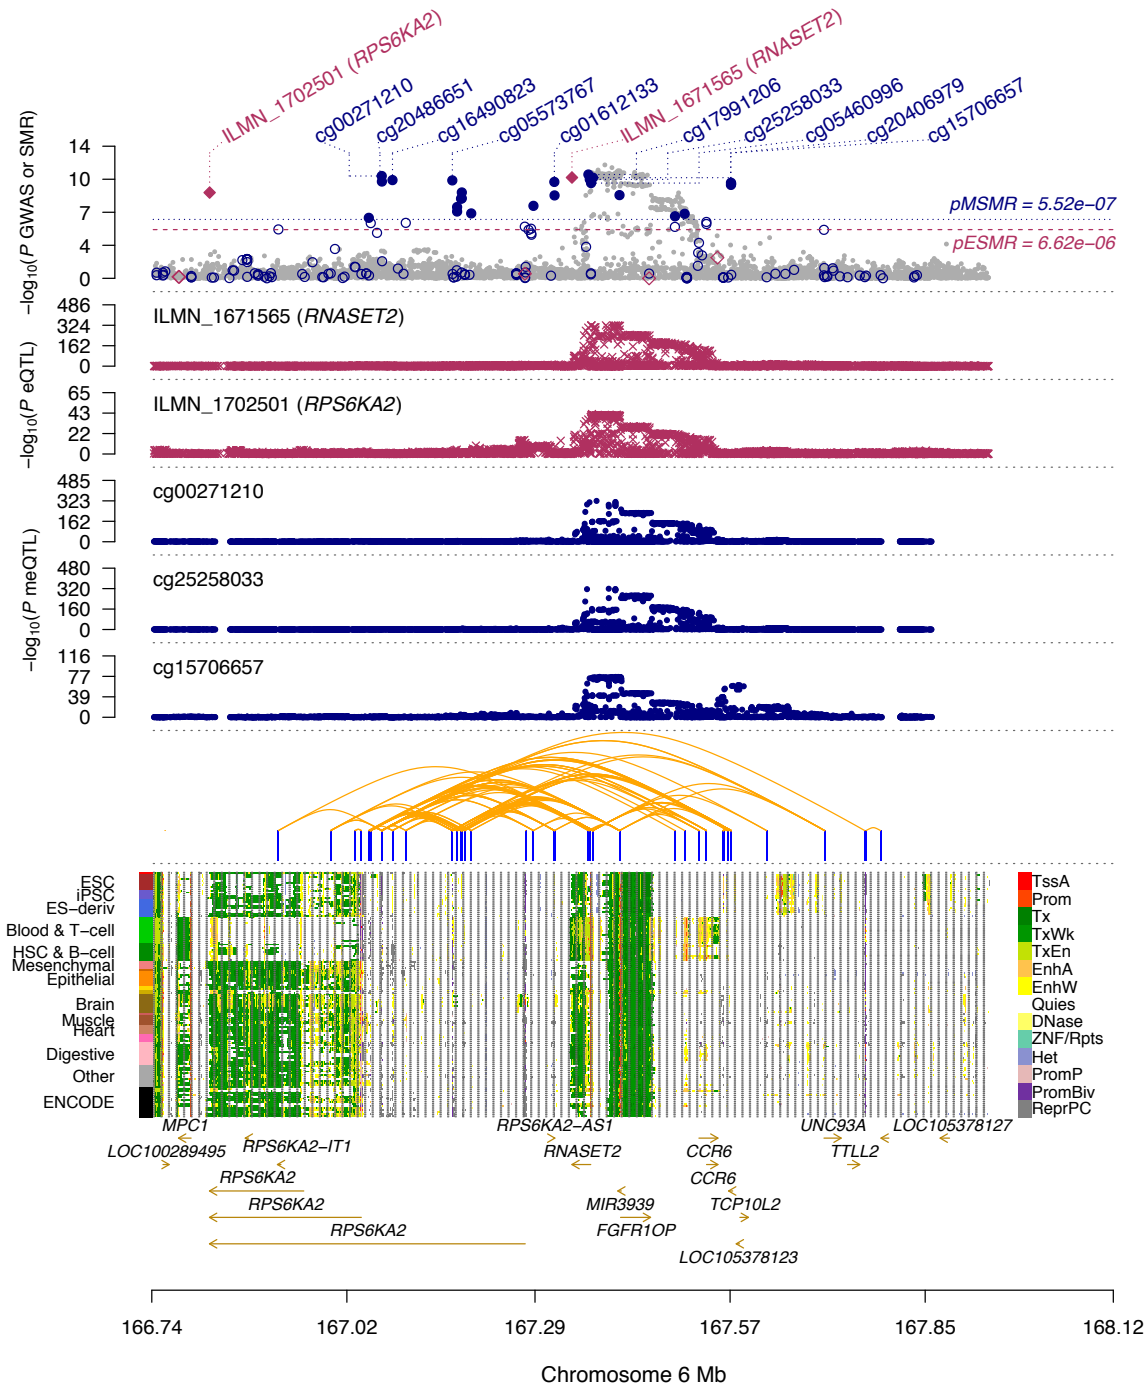 ILMN_1702501 (RPS6KA2)
cg00271210
cg20486651
cg16490823
cg05573767
cg01612133
ILMN_1671565 (RNASET2)
cg17991206
cg25258033
cg05460996
cg20406979
cg15706657
−log10(P GWAS or SMR)
14
10
7
4
0
pMSMR = 5.52e−07
pESMR = 6.62e−06
−log10(P eQTL)
486
324
162
0
ILMN_1671565 (RNASET2)
65
43
22
0
ILMN_1702501 (RPS6KA2)
−log10(P meQTL)
485
323
162
0
cg00271210
480
320
160
0
cg25258033
116
77
39
0
cg15706657
ESC
iPSC
ES−deriv
Blood & T−cell
HSC & B−cell
Mesenchymal
Epithelial
Brain
Muscle
Heart
Digestive
Other
ENCODE
TssA
Prom
Tx
TxWk
TxEn
EnhA
EnhW
Quies
DNase
ZNF/Rpts
Het
PromP
PromBiv
ReprPC
MPC1 RPS6KA2−AS1 UNC93A LOC105378127
LOC100289495 RPS6KA2−IT1 RNASET2 CCR6 TTLL2
RPS6KA2 CCR6
RPS6KA2 MIR3939 TCP10L2
RPS6KA2 FGFR1OP
LOC105378123
166.74 167.02 167.29 167.57 167.85 168.12
Chromosome 6 Mb